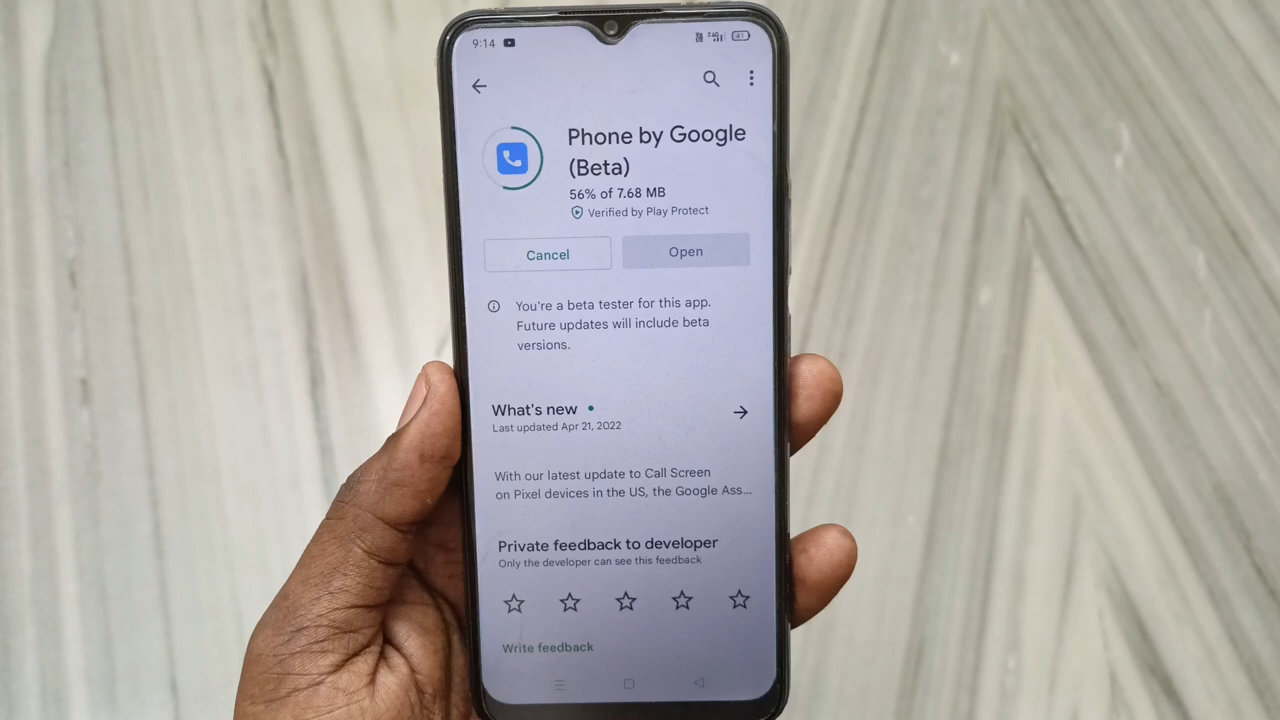 9:14
61
Phone by Google
(Beta)
56% of 7.68 MB
Verified by Play Protect
Cancel
Open
You're a beta tester for this app.
Future updates will include beta
versions.
What's new
Last updated Apr 21, 2022
With our latest update to Call Screen
on Pixel devices in the US, the Google Ass...
Private feedback to developer
Only the developer can see this feedback
Write feedback